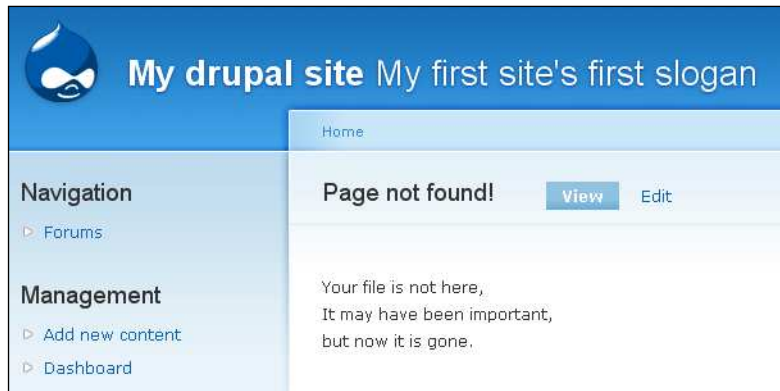 My drupal site My first site's first slogan
Home
Navigation
Forums
Management
Add new content
Dashboard
Page not found!
View
Edit
Your file is not here,
It may have been important,
but now it is gone.